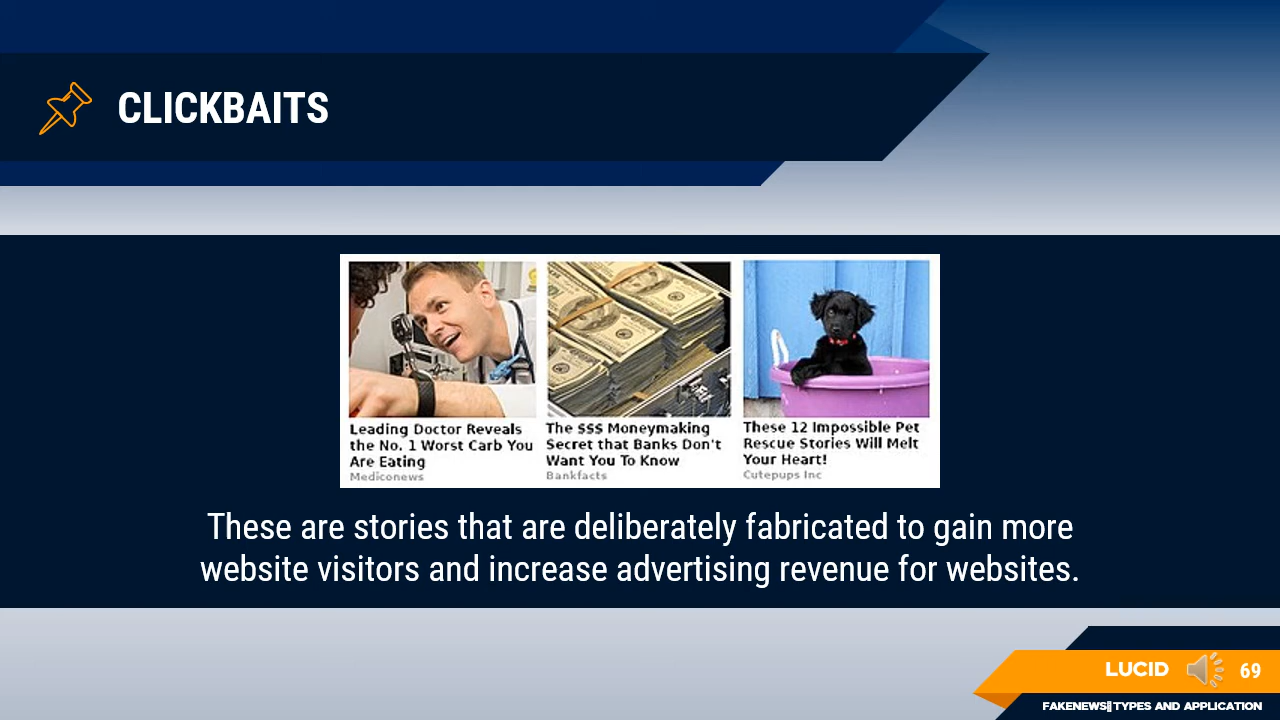 CLICKBAITS
Leading Doctor Reveals
the No. 1 Worst Carb You
Are Eating
Mediconews
The $$$ Moneymaking
Secret that Banks Don't
Want You To Know
Bankfacts
These 12 Impossible Pet
Rescue Stories Will Melt
Your Heart!
Cutepups Inc
These are stories that are deliberately fabricated to gain more
website visitors and increase advertising revenue for websites.
LUCID
69
FAKENEWS|TYPES AND APPLICATION